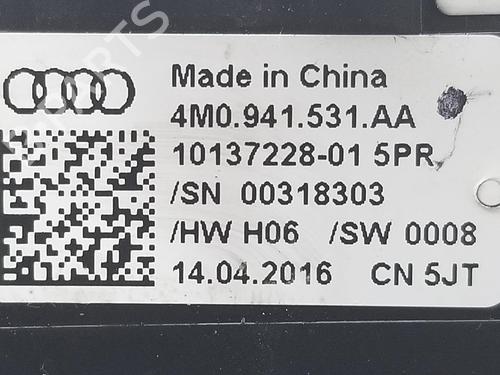 Made in China
4M0.941.531.AA
10137228-01 5PR
/SN 00318303
/HW H06 /SW 0008
14.04.2016 CN 5JT